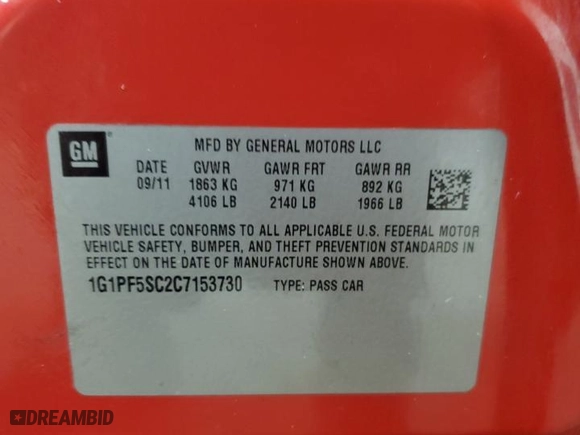 GM
MFD BY GENERAL MOTORS LLC
DATE GVWR GAWR FRT GAWR RR
09/11 1863 KG 971 KG 892 KG
4106 LB 2140 LB 1966 LB
THIS VEHICLE CONFORMS TO ALL APPLICABLE U.S. FEDERAL MOTOR
VEHICLE SAFETY, BUMPER, AND THEFT PREVENTION STANDARDS IN
EFFECT ON THE DATE OF MANUFACTURE SHOWN ABOVE.
1G1PF5SC2C7153730 TYPE: PASS CAR
DREAMBID